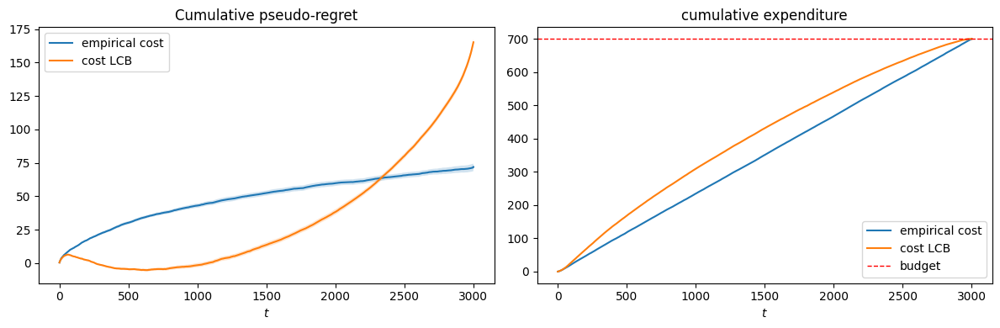 Cumulative pseudo-regret
175
150
125
100
75
50
25
0
empirical cost
cost LCB
0 500 1000 1500 2000 2500 3000
t
cumulative expenditure
700
600
500
400
300
200
100
0
empirical cost
cost LCB
budget
0 500 1000 1500 2000 2500 3000
t